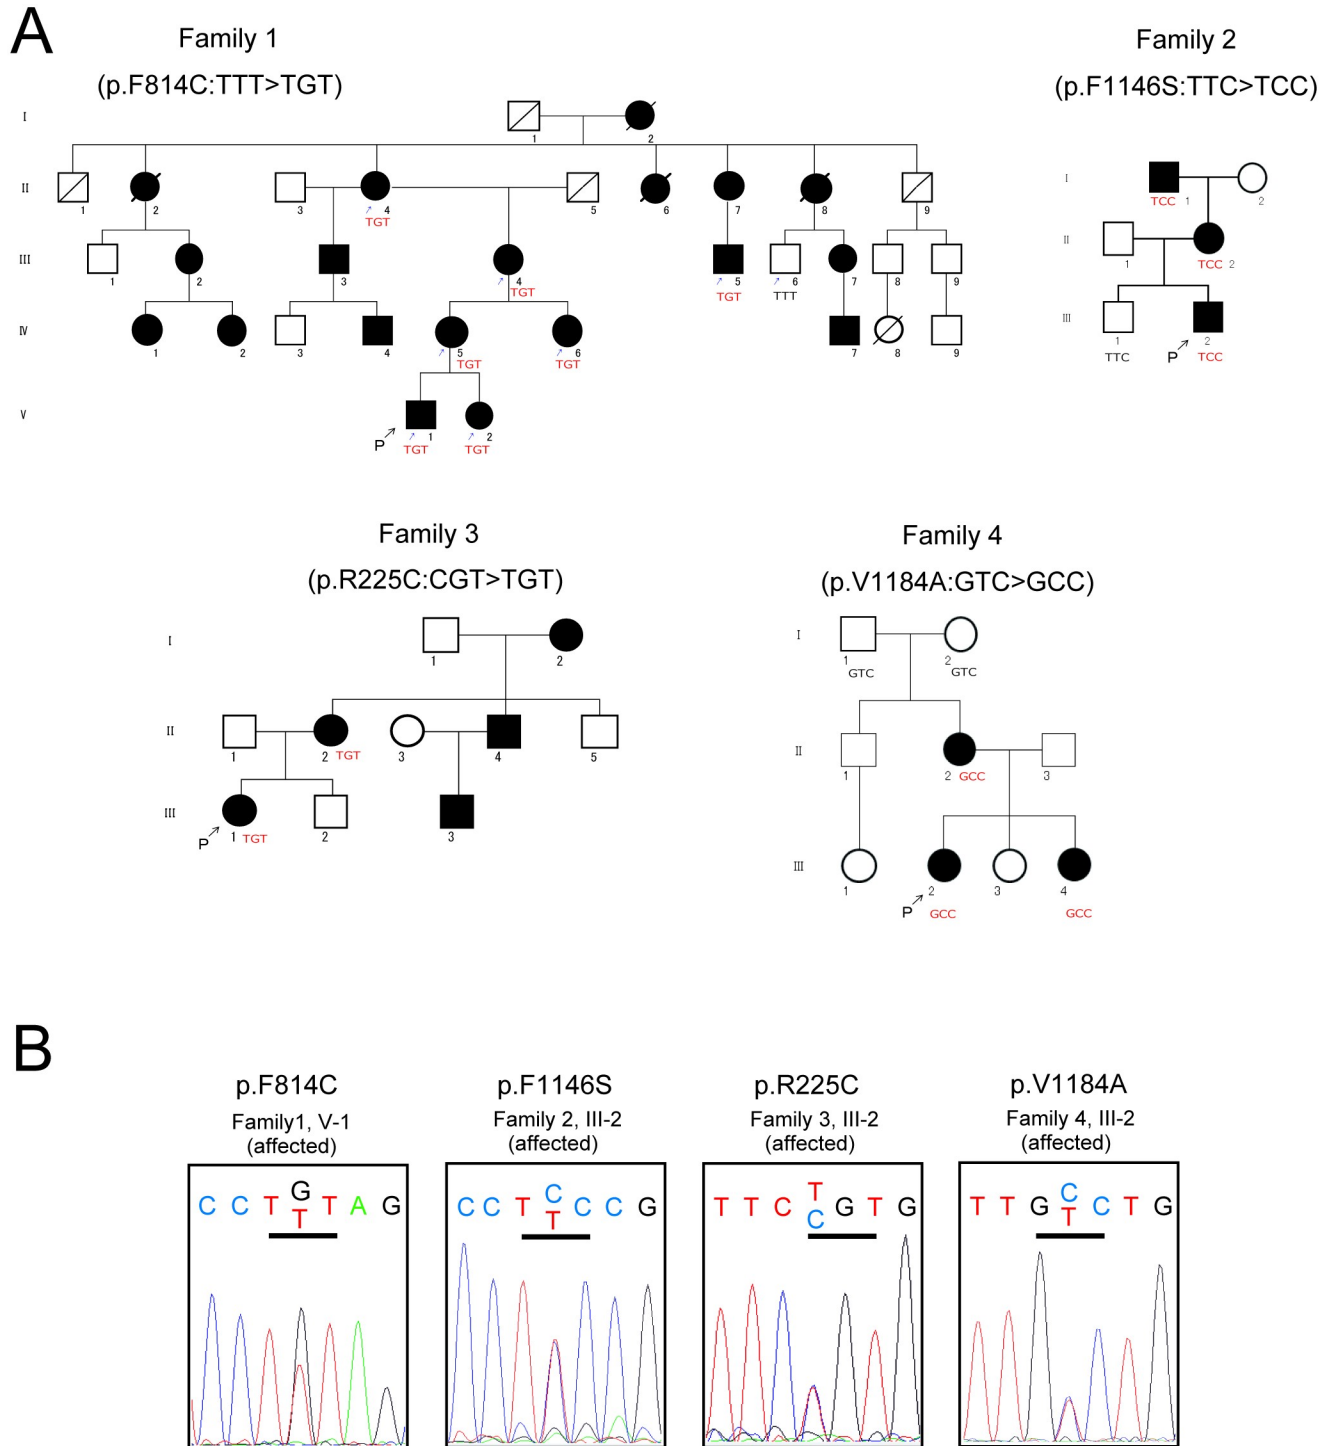 A
Family 1
(p.F814C:TTT>TGT)
Family 2
(p.F1146S:TTC>TCC)
I
1
2
II
1
2
3
4
TGT
5
6
7
8
9
III
1
2
3
4
TGT
5
TGT
6
TTT
7
8
9
IV
1
2
3
4
5
TGT
6
TGT
7
8
9
V
P
1
TGT
2
TGT
I
TCC 1
2
II
1
TCC 2
III
1
TTC
P
2
TCC
Family 3
(p.R225C:CGT>TGT)
I
1
2
II
1
2 TGT
3
4
5
III
P
1 TGT
2
3
Family 4
(p.V1184A:GTC>GCC)
I
1
GTC
2
GTC
II
1
2 GCC
3
III
1
P
2
GCC
3
4
GCC
B
p.F814C
Family1, V-1
(affected)
C C T G T A G
T
p.F1146S
Family 2, III-2
(affected)
C C T C C C G
T
p.R225C
Family 3, III-2
(affected)
T T C T G T G
C
p.V1184A
Family 4, III-2
(affected)
T T G C C T G
T